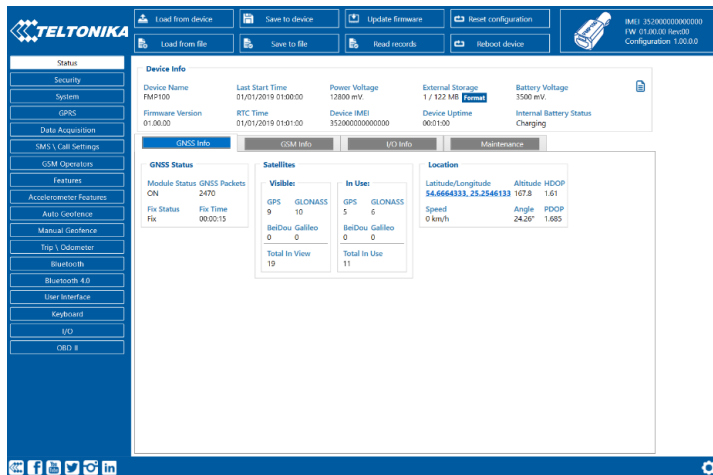 TELTONIKA
Load from device
Save to device
Update firmware
Reset configuration
Load from file
Save to file
Read records
Reboot device
IMEI 352000000000000
FW 01.00.00 Rev:00
Configuration 1.00.0.0
Status
Security
System
GPRS
Data Acquisition
SMS \ Call Settings
GSM Operators
Features
Accelerometer Features
Auto Geofence
Manual Geofence
Trip \ Odometer
Bluetooth
Bluetooth 4.0
User Interface
Keyboard
I/O
OBD II
Device Info
Device Name Last Start Time Power Voltage External Storage Battery Voltage
FMP100 01/01/2019 01:00:00 12800 mV. 1 / 122 MB Format 3500 mV.
Firmware Version RTC Time Device IMEI Device Uptime Internal Battery Status
01.00.00 01/01/2019 01:01:00 352000000000000 00:01:00 Charging
GNSS Info GSM Info I/O Info Maintenance
GNSS Status
Module Status GNSS Packets
ON 2470
Fix Status Fix Time
Fix 00:00:15
Satellites
Visible:
GPS GLONASS
9 10
BeiDou Galileo
0 0
Total In View
19
In Use:
GPS GLONASS
5 6
BeiDou Galileo
0 0
Total In Use
11
Location
Latitude/Longitude Altitude HDOP
54.6664333, 25.2546133 167.8 1.61
Speed Angle PDOP
0 km/h 24.26° 1.685